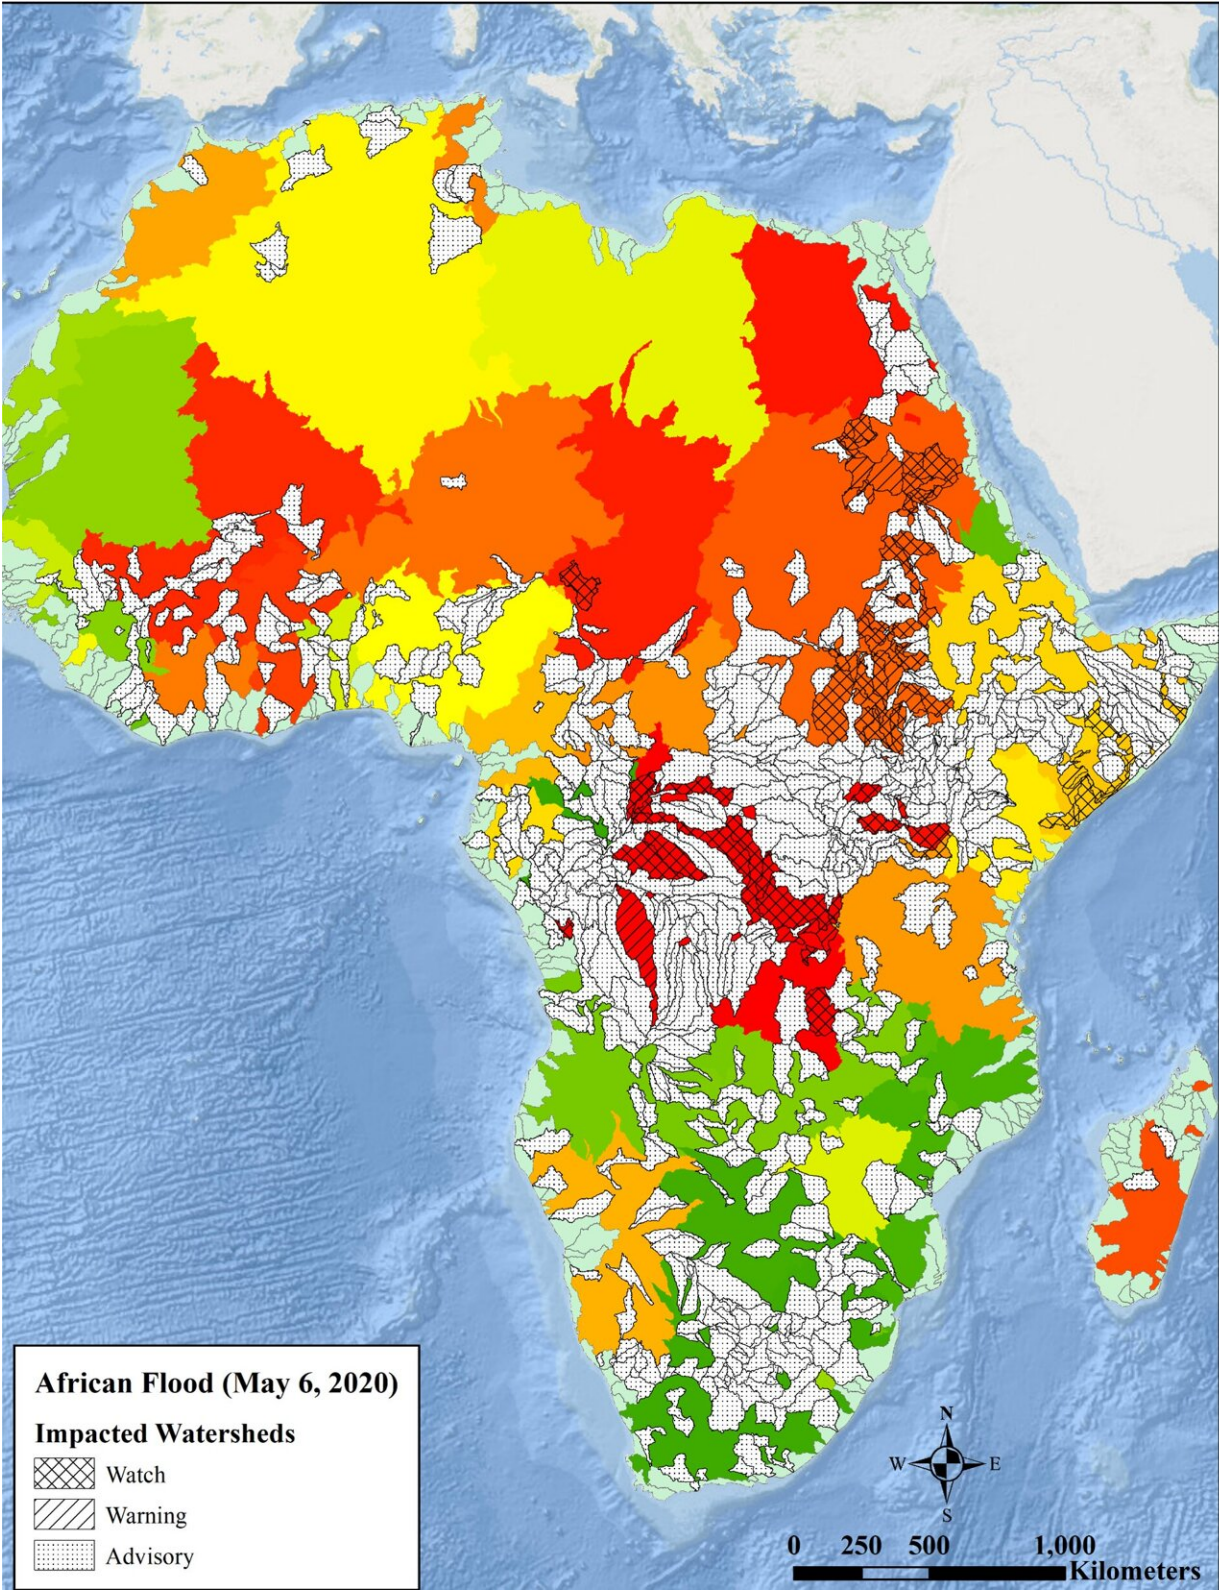 African Flood (May 6, 2020)
Impacted Watersheds
Watch
Warning
Advisory
N
W E
S
0 250 500 1,000
Kilometers